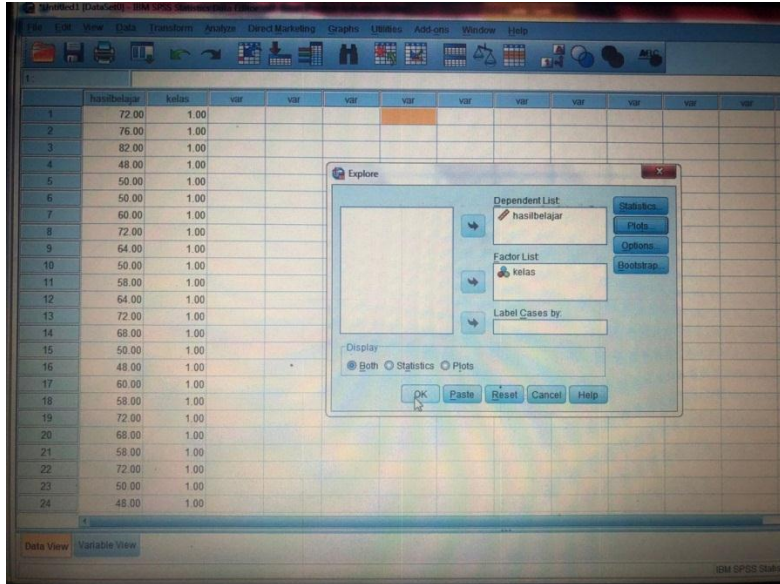 *Untitled1 [DataSet0] - IBM SPSS Statistics Data Editor
File Edit View Data Transform Analyze Direct Marketing Graphs Utilities Add-ons Window Help
1 :
hasilbelajar kelas var var var var var var var var var var
1 72.00 1.00
2 76.00 1.00
3 82.00 1.00
4 48.00 1.00
5 50.00 1.00
6 50.00 1.00
7 60.00 1.00
8 72.00 1.00
9 64.00 1.00
10 50.00 1.00
11 58.00 1.00
12 64.00 1.00
13 72.00 1.00
14 68.00 1.00
15 50.00 1.00
16 48.00 1.00
17 60.00 1.00
18 58.00 1.00
19 72.00 1.00
20 68.00 1.00
21 58.00 1.00
22 72.00 1.00
23 50.00 1.00
24 48.00 1.00
Explore
Dependent List:
hasilbelajar
Factor List:
kelas
Label Cases by:
Statistics...
Plots...
Options...
Bootstrap...
Display
Both Statistics Plots
OK Paste Reset Cancel Help
Data View Variable View
IBM SPSS